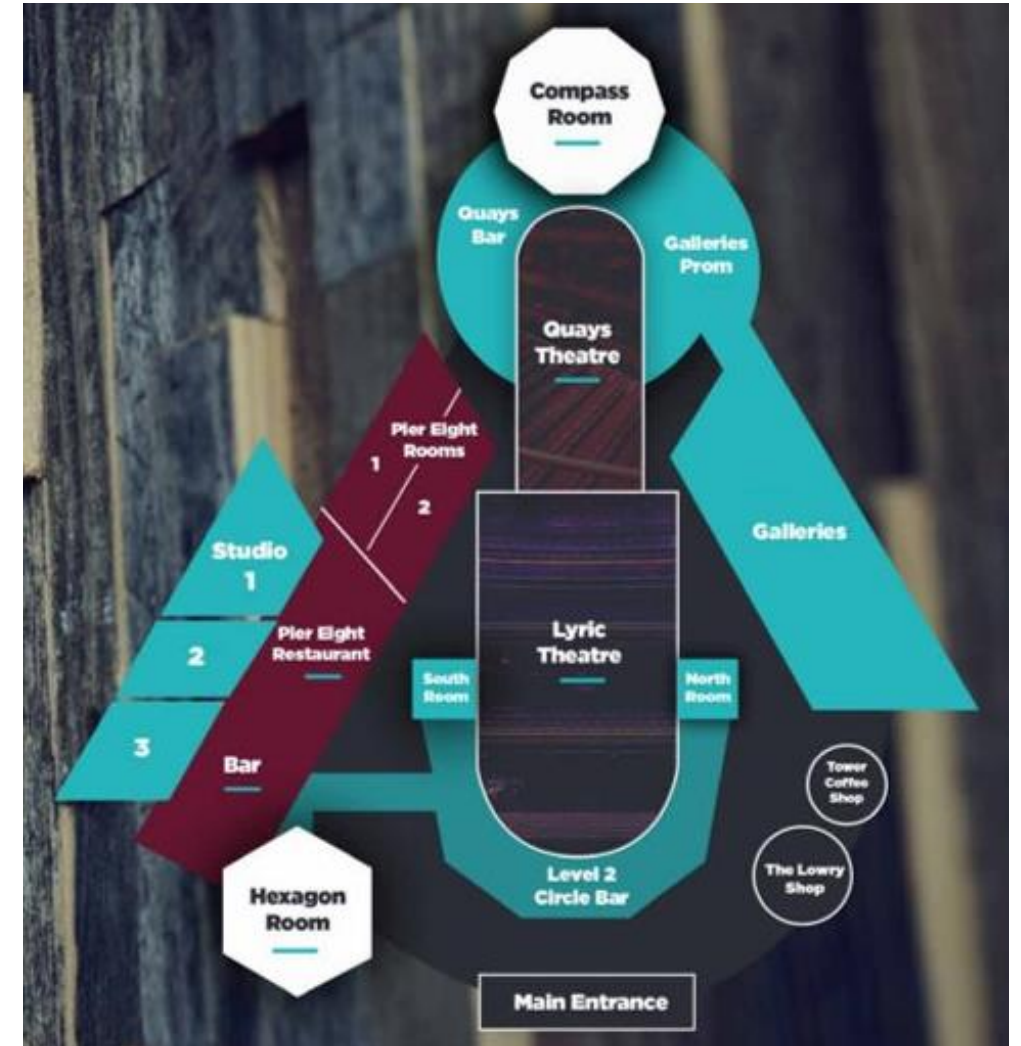 Compass
Room
Quays
Bar
Galleries
Prom
Quays
Theatre
Pier Eight
Rooms
1
2
Studio
1
2
3
Galleries
Pier Eight
Restaurant
Lyric
Theatre
South
Room
North
Room
Bar
Tower
Coffee
Shop
Level 2
Circle Bar
The Lowry
Shop
Hexagon
Room
Main Entrance